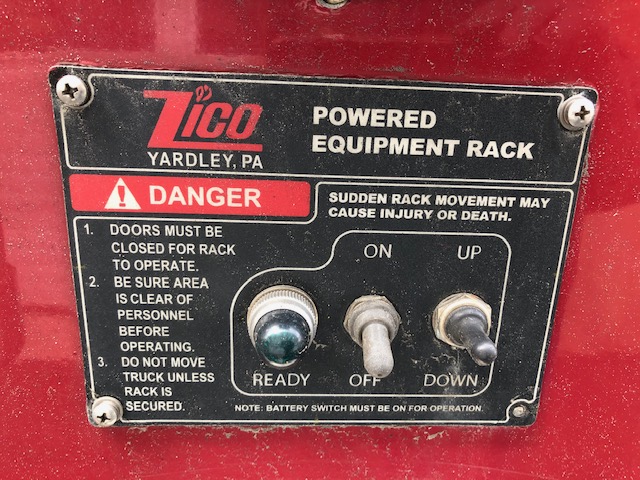 ZICO
YARDLEY, PA
POWERED
EQUIPMENT RACK
DANGER
SUDDEN RACK MOVEMENT MAY
CAUSE INJURY OR DEATH.
1. DOORS MUST BE
CLOSED FOR RACK
TO OPERATE.
2. BE SURE AREA
IS CLEAR OF
PERSONNEL
BEFORE
OPERATING.
3. DO NOT MOVE
TRUCK UNLESS
RACK IS
SECURED.
ON UP
READY OFF DOWN
NOTE: BATTERY SWITCH MUST BE ON FOR OPERATION.